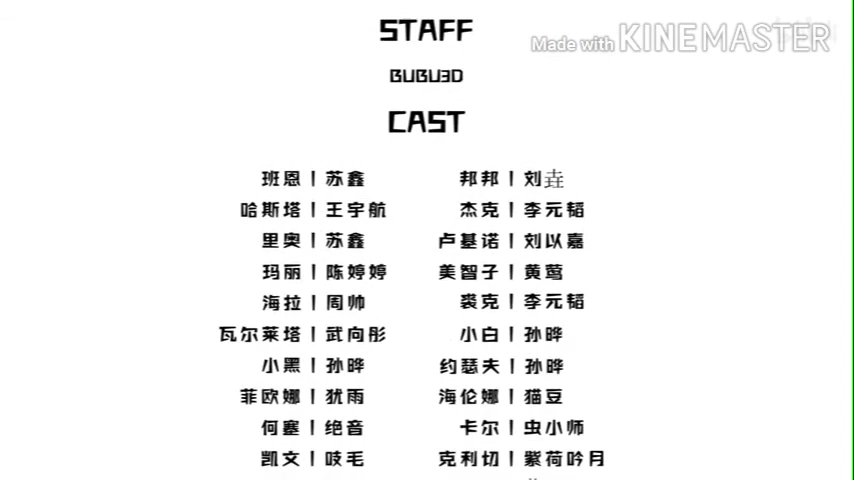 STAFF
Made with KINEMASTER
BUBU3D
CAST
班恩丨苏鑫 邦邦丨刘垚
哈斯塔丨王宇航 杰克丨李元韬
里奥丨苏鑫 卢基诺丨刘以嘉
玛丽丨陈婷婷 美智子丨黄莺
海拉丨周帅 裘克丨李元韬
瓦尔莱塔丨武向彤 小白丨孙晔
小黑丨孙晔 约瑟夫丨孙晔
菲欧娜丨犹雨 海伦娜丨猫豆
何塞丨绝音 卡尔丨虫小师
凯文丨吱毛 克利切丨紫荷吟月